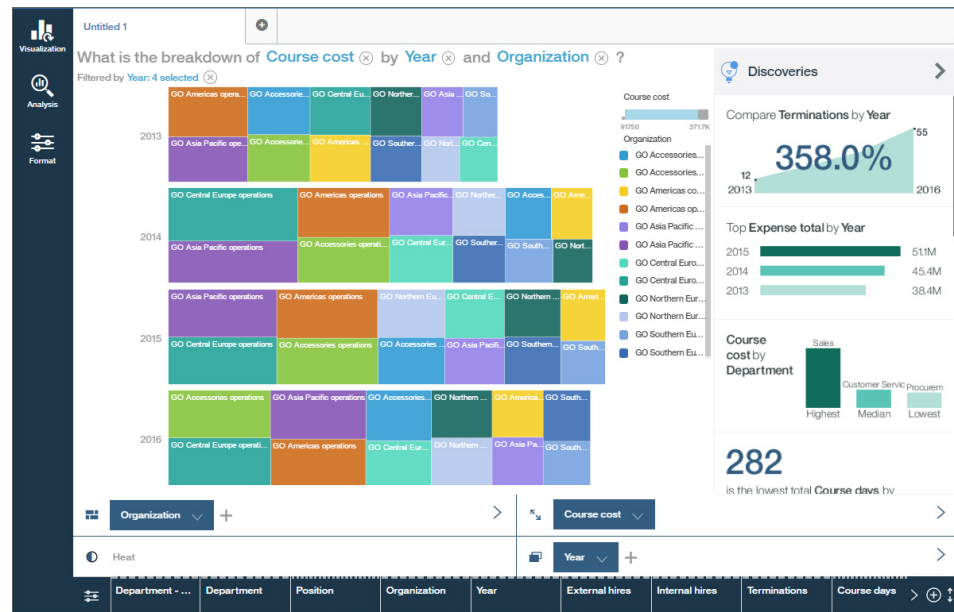 Untitled 1
Visualization
Analysis
Format
What is the breakdown of Course cost by Year and Organization ?
Filtered by Year: 4 selected
2013
GO Americas opera... GO Accessorie... GO Central Eu... GO Norther... GO Asia ... GO So...
GO Asia Pacific ope... GO Accessorie... GO Americas ... GO Souther... GO Nort... GO Cen...
2014
GO Central Europe operations GO Americas operations GO Asia Pacific... GO Norther... GO Acces... GO Ame...
GO Asia Pacific operations GO Accessories operati... GO Central Eur... GO Souther... GO South... GO Nort...
2015
GO Asia Pacific operations GO Americas operations GO Northern Eu... GO Central E... GO Northern ... GO Ameri...
GO Central Europe operations GO Accessories operations GO Accessories ... GO Asia Pacifi... GO Southern... GO South...
2016
GO Accessories operations GO Asia Pacific operations GO Accessories... GO Northern ... GO America... GO South...
GO Central Europe operati... GO Americas operations GO Central Eur... GO Northern ... GO Asia Pa... GO South...
Course cost
91750 3717K
Organization
GO Accessories...
GO Accessories...
GO Americas co...
GO Americas op...
GO Asia Pacific ...
GO Asia Pacific ...
GO Central Euro...
GO Central Euro...
GO Northern Eur...
GO Northern Eur...
GO Southern Eu...
GO Southern Eu...
Discoveries
Compare Terminations by Year
358.0%
55
12
2013 2016
Top Expense total by Year
2015 51.1M
2014 45.4M
2013 38.4M
Course cost by Department
Sales
Customer Servic
Procurem
Highest Median Lowest
282
is the lowest total Course days by
Organization
Course cost
Heat
Year
Department - ... Department Position Organization Year External hires Internal hires Terminations Course days